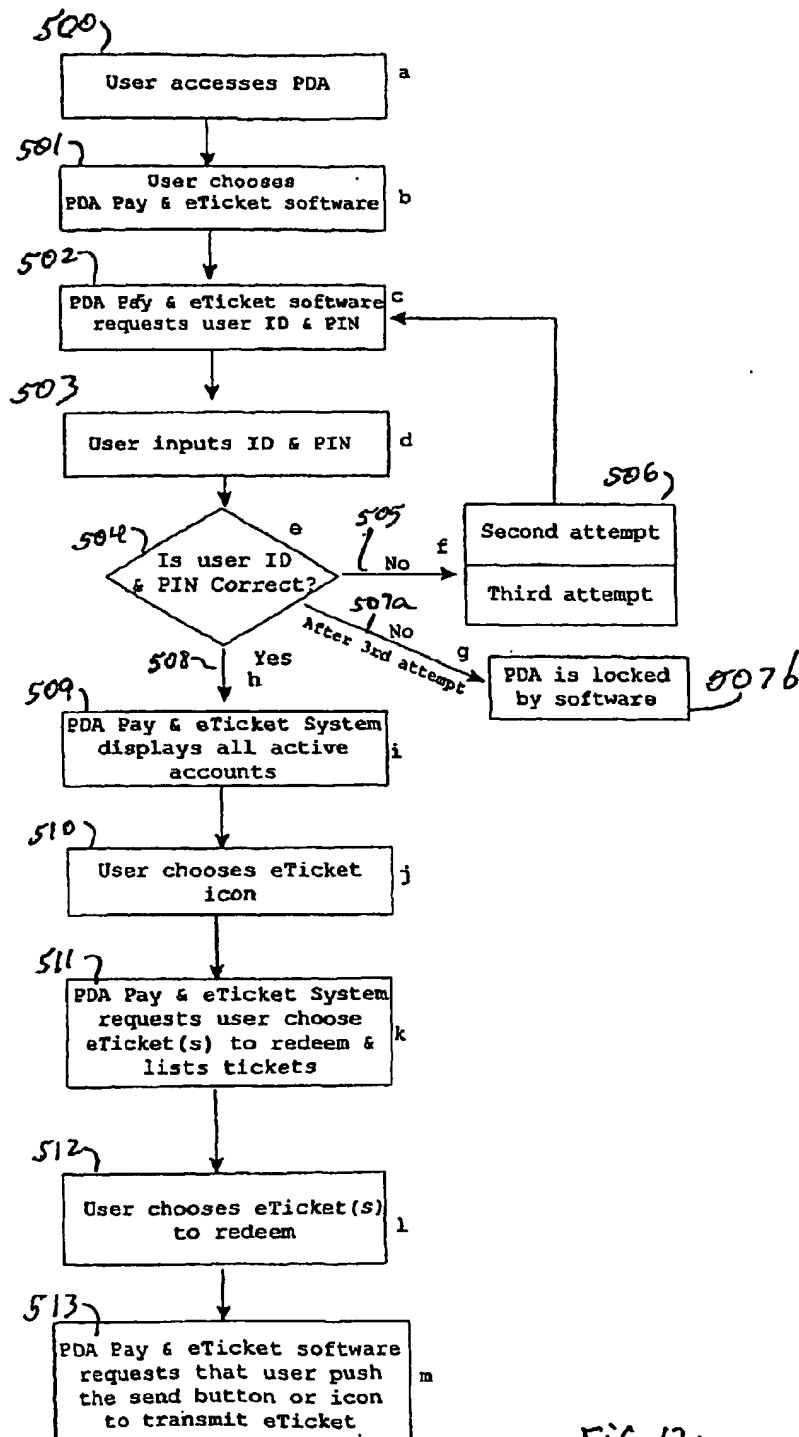 500
User accesses PDA
a
501
User chooses
PDA Pay & eTicket software
b
502
PDA Pay & eTicket software
requests user ID & PIN
c
503
User inputs ID & PIN
d
504
e
Is user ID
& PIN Correct?
505
No
f
506
Second attempt
Third attempt
507a
No
After 3rd attempt
g
PDA is locked
by software
507b
508
Yes
h
509
PDA Pay & eTicket System
displays all active
accounts
i
510
User chooses eTicket
icon
j
511
PDA Pay & eTicket System
requests user choose
eTicket(s) to redeem &
lists tickets
k
512
User chooses eTicket(s)
to redeem
l
513
PDA Pay & eTicket software
requests that user push
the send button or icon
to transmit eTicket
m